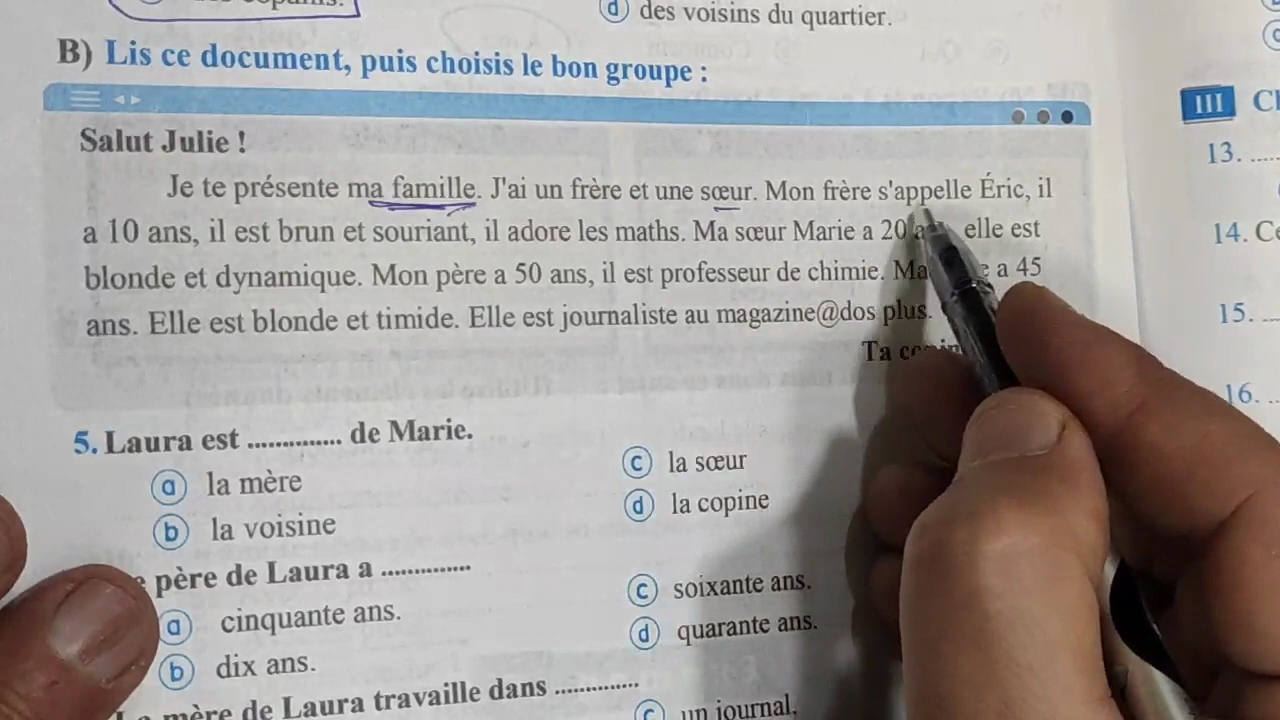 ⓓ des voisins du quartier.
B) Lis ce document, puis choisis le bon groupe :
Salut Julie !
Je te présente ma famille. J'ai un frère et une sœur. Mon frère s'appelle Éric, il
a 10 ans, il est brun et souriant, il adore les maths. Ma sœur Marie a 20 elle est
blonde et dynamique. Mon père a 50 ans, il est professeur de chimie. a 45
ans. Elle est blonde et timide. Elle est journaliste au magazine@dos plus.
Ta
5. Laura est .............. de Marie.
ⓐ la mère
ⓑ la voisine
ⓒ la sœur
ⓓ la copine
père de Laura a ..............
ⓐ cinquante ans.
ⓑ dix ans.
ⓒ soixante ans.
ⓓ quarante ans.
mère de Laura travaille dans ..............
ⓒ un journal.
III
13. .....
14.
15. ...
16. ..